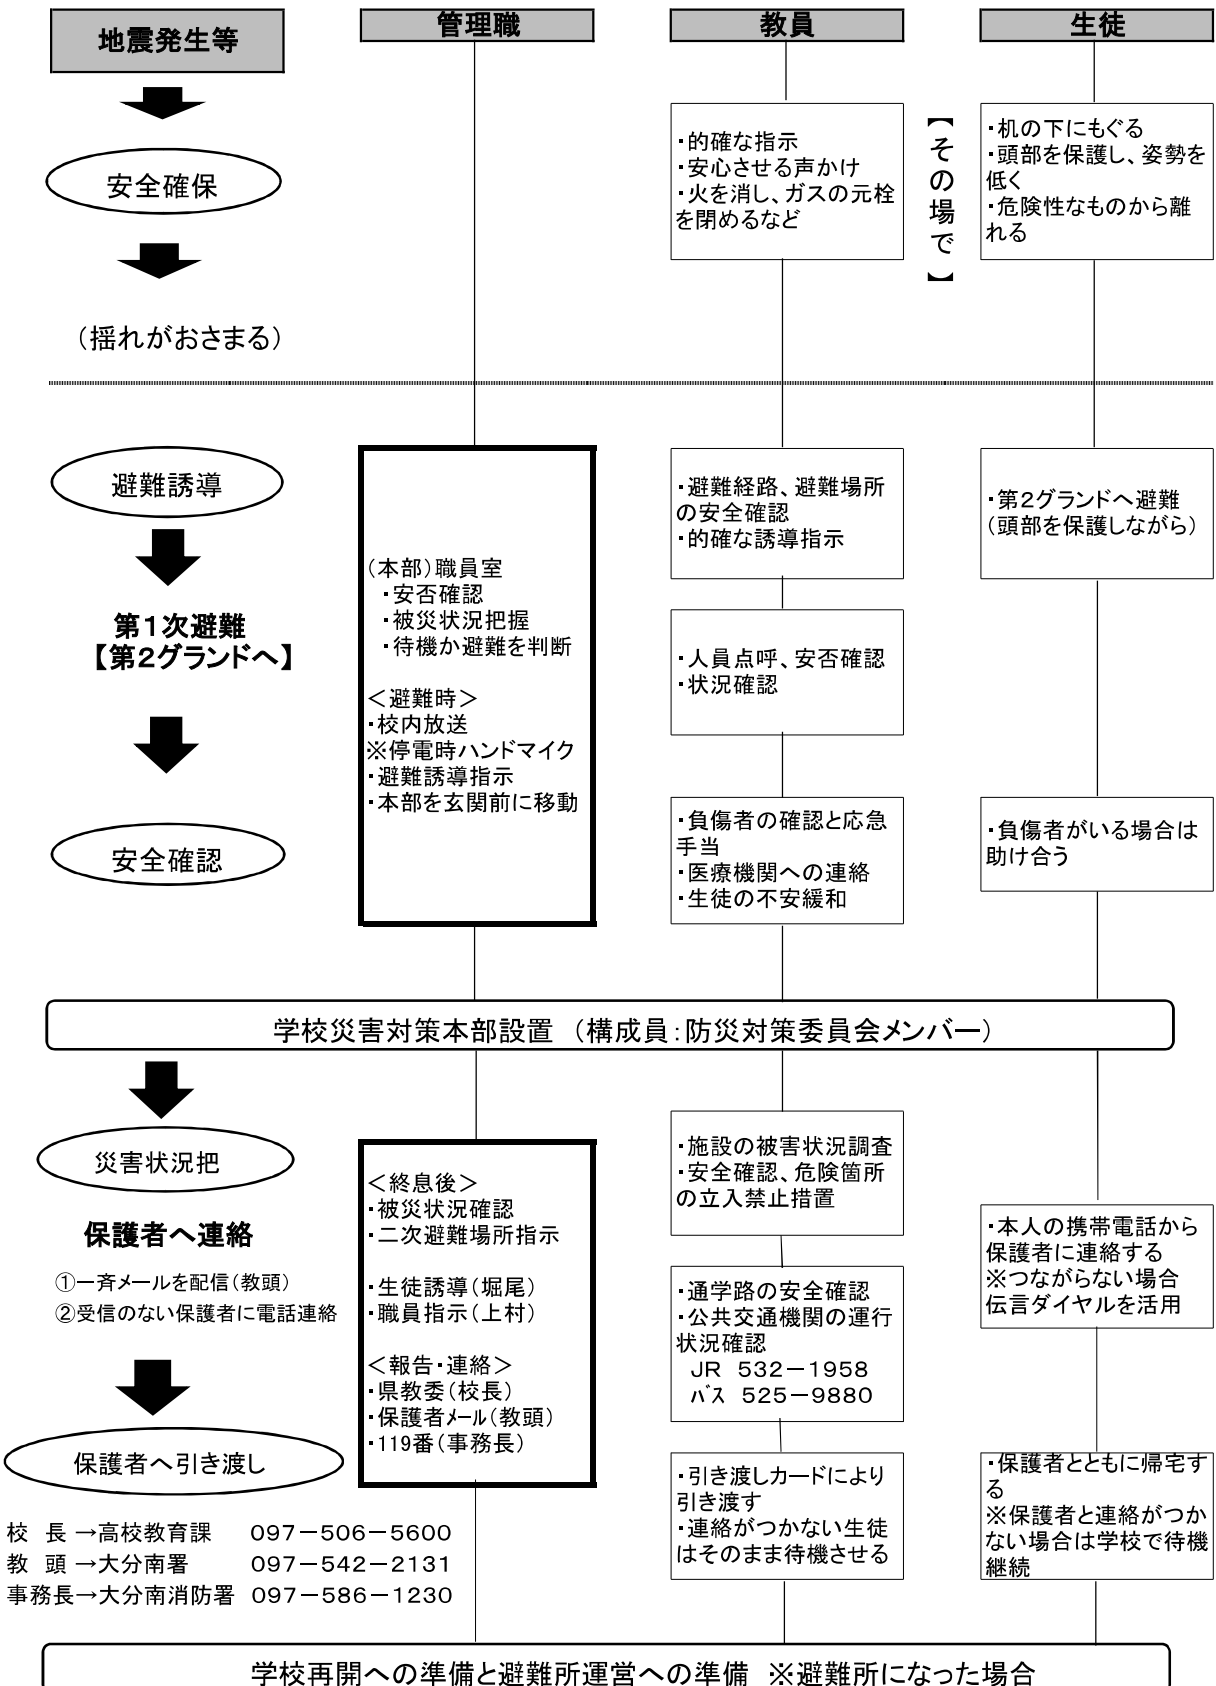 地震発生等
管理職
教員
生徒
安全確保
・的確な指示
・安心させる声かけ
・火を消し、ガスの元栓
を閉めるなど
【その場で】
・机の下にもぐる
・頭部を保護し、姿勢を
低く
・危険性なものから離
れる
（揺れがおさまる）
避難誘導
第１次避難
【第２グランドへ】
安全確認
（本部）職員室
・安否確認
・被災状況把握
・待機か避難を判断
＜避難時＞
・校内放送
※停電時ハンドマイク
・避難誘導指示
・本部を玄関前に移動
・避難経路、避難場所
の安全確認
・的確な誘導指示
・人員点呼、安否確認
・状況確認
・負傷者の確認と応急
手当
・医療機関への連絡
・生徒の不安緩和
・第２グランドへ避難
（頭部を保護しながら）
・負傷者がいる場合は
助け合う
学校災害対策本部設置　（構成員：防災対策委員会メンバー）
災害状況把
保護者へ連絡
①一斉メールを配信（教頭）
②受信のない保護者に電話連絡
保護者へ引き渡し
＜終息後＞
・被災状況確認
・二次避難場所指示
・生徒誘導（堀尾）
・職員指示（上村）
＜報告・連絡＞
・県教委（校長）
・保護者ﾒｰﾙ（教頭）
・119番（事務長）
・施設の被害状況調査
・安全確認、危険箇所
の立入禁止措置
・通学路の安全確認
・公共交通機関の運行
状況確認
ＪＲ　５３２－１９５８
ﾊﾞｽ　５２５－９８８０
・引き渡しカードにより
引き渡す
・連絡がつかない生徒
はそのまま待機させる
・本人の携帯電話から
保護者に連絡する
※つながらない場合
伝言ダイヤルを活用
・保護者とともに帰宅す
る
※保護者と連絡がつか
ない場合は学校で待機
継続
校　長　→高校教育課　０９７－５０６－５６００
教　頭　→大分南署　０９７－５４２－２１３１
事務長→大分南消防署　０９７－５８６－１２３０
学校再開への準備と避難所運営への準備　※避難所になった場合